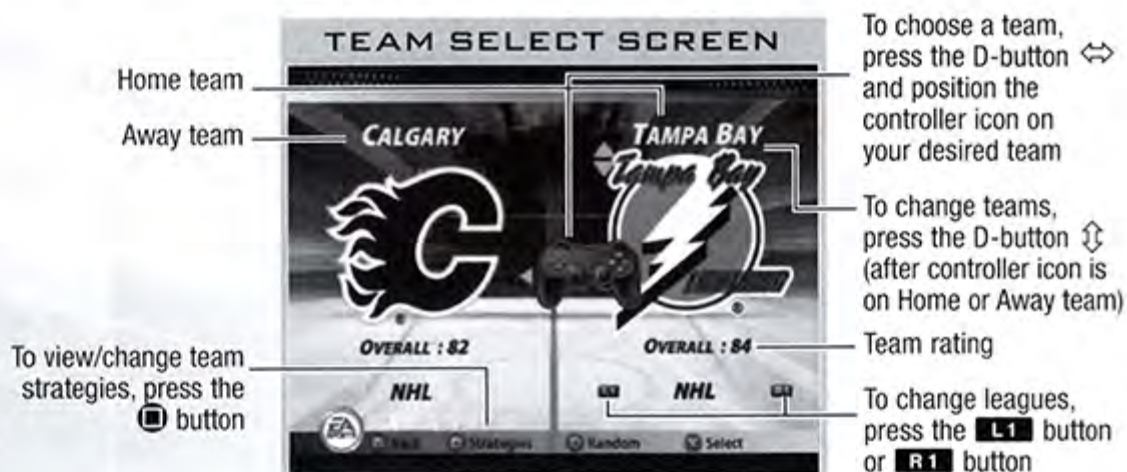 TEAM SELECT SCREEN
Home team
Away team
CALGARY
TAMPA BAY
Tampa Bay
OVERALL : 82
OVERALL : 84
NHL
NHL
Strategies
Random
Select
To view/change team
strategies, press the
button
To choose a team,
press the D-button
and position the
controller icon on
your desired team
To change teams,
press the D-button
(after controller icon is
on Home or Away team)
Team rating
To change leagues,
press the L1 button
or R1 button